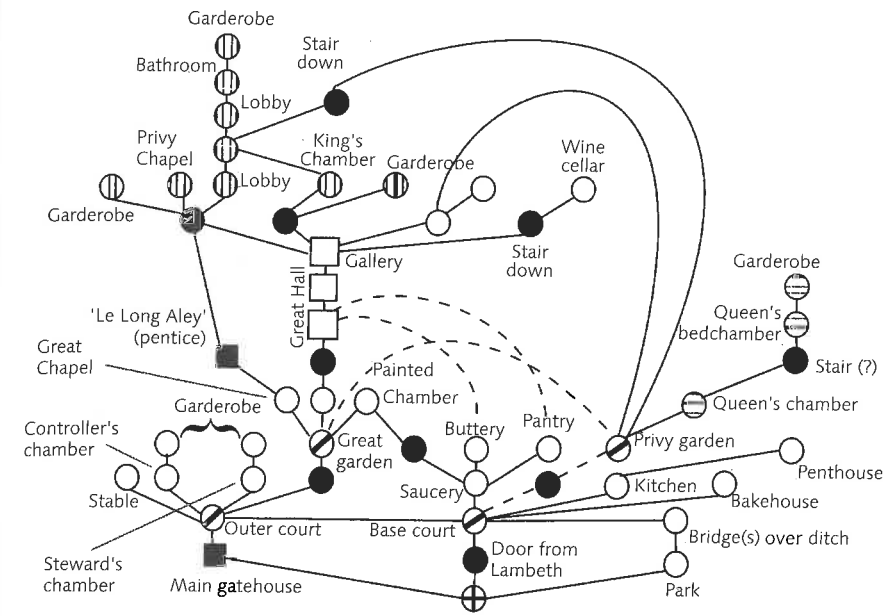 Garderobe
Stair
down
Bathroom
Lobby
Privy
Chapel
King's
Chamber
Garderobe
Wine
cellar
Lobby
Garderobe
Stair
down
Gallery
Great Hall
Garderobe
Queen's
bedchamber
'Le Long Aley'
(pentice)
Great
Chapel
Stair (?)
Painted
Chamber
Queen's chamber
Garderobe
Controller's
chamber
Great
garden
Buttery
Pantry
Privy garden
Penthouse
Stable
Saucery
Kitchen
Bakehouse
Outer court
Base court
Bridge(s) over ditch
Steward's
chamber
Main gatehouse
Door from
Lambeth
Park